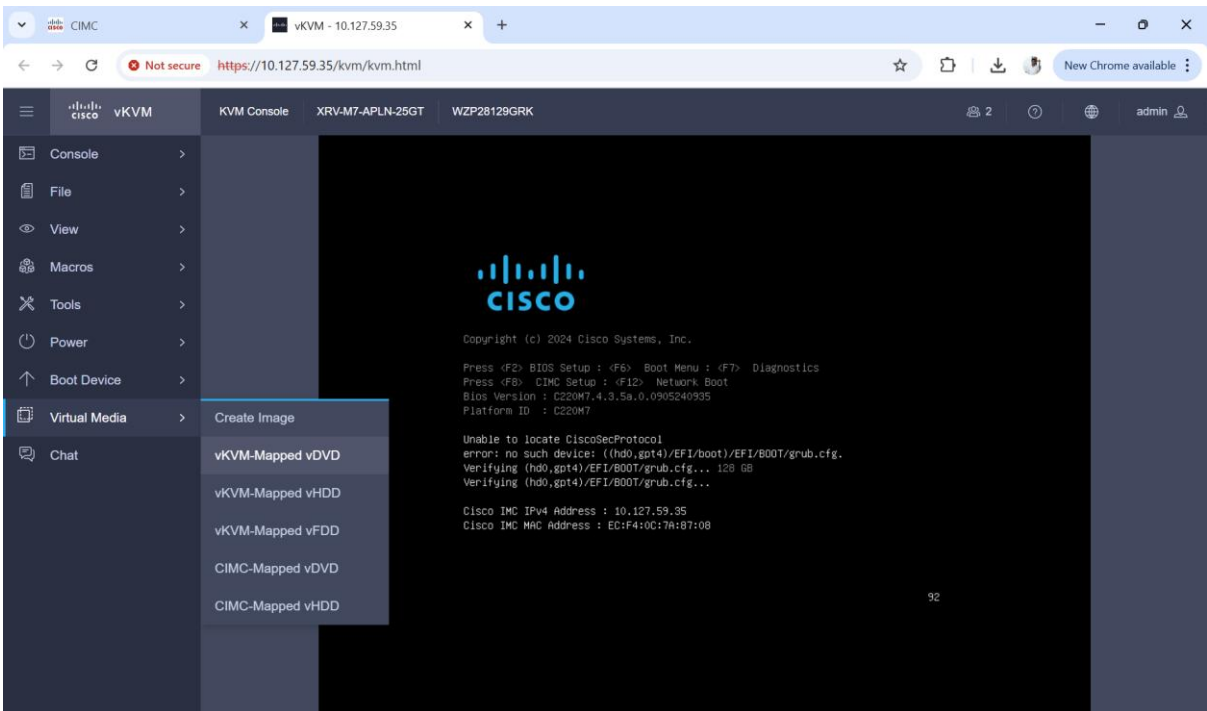 CIMC
vKVM - 10.127.59.35
Not secure https://10.127.59.35/kvm/kvm.html
New Chrome available
cisco vKVM
KVM Console XRV-M7-APLN-25GT WZP28129GRK
2
admin
Console
File
View
Macros
Tools
Power
Boot Device
Virtual Media
Chat
Create Image
vKVM-Mapped vDVD
vKVM-Mapped vHDD
vKVM-Mapped vFDD
CIMC-Mapped vDVD
CIMC-Mapped vHDD
CISCO
Copyright (c) 2024 Cisco Systems, Inc.
Press <F2> BIOS Setup : <F6> Boot Menu : <F7> Diagnostics
Press <F8> CIMC Setup : <F12> Network Boot
Bios Version : C220M7.4.3.5a.0.0905240935
Platform ID : C220M7
Unable to locate CiscoSecProtocol
error: no such device: ((hd0,gpt4)/EFI/boot)/EFI/BOOT/grub.cfg.
Verifying (hd0,gpt4)/EFI/BOOT/grub.cfg... 128 GB
Verifying (hd0,gpt4)/EFI/BOOT/grub.cfg...
Cisco IMC IPv4 Address : 10.127.59.35
Cisco IMC MAC Address : EC:F4:0C:7A:87:08
92